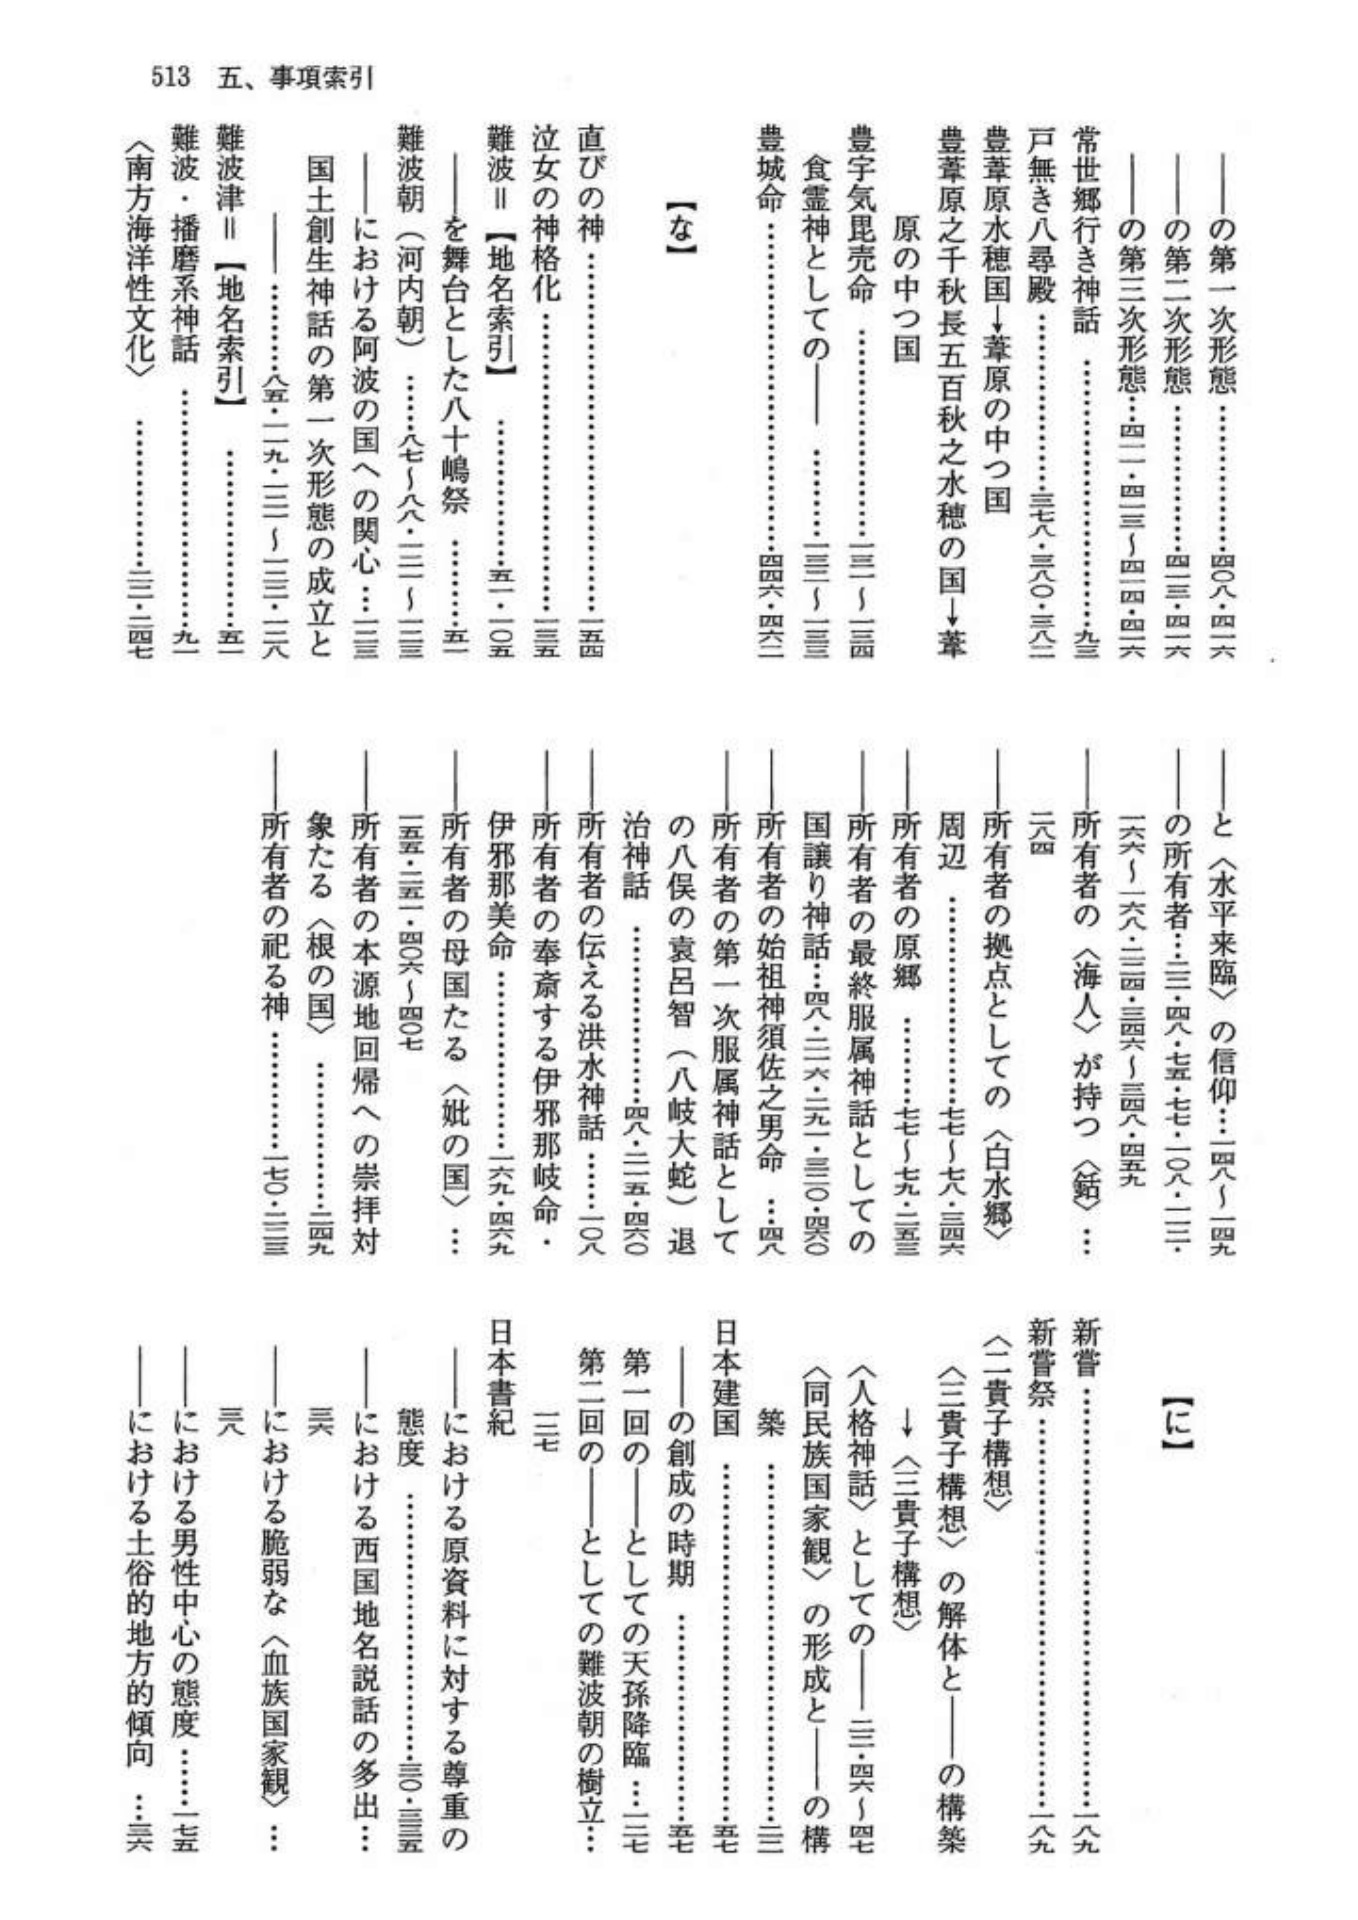 513 五、事項索引
――の第一次形態…………四〇八・四一六
――の第二次形態…………四一三・四一六
――の第三次形態…四一一・四一三〜四一四・四一六
常世郷行き神話…………………九三
戸無き八尋殿…………三七八・三八〇・三八二
豊葦原水穂国→葦原の中つ国
豊葦原之千秋長五百秋之水穂の国→葦
原の中つ国
豊宇気毘売命…………一三一〜一三四
食霊神としての――………一三二〜一三三
豊城命……………………四四六・四六二
【な】
直びの神……………………一五四
泣女の神格化…………………一三五
難波＝【地名索引】…………五一・一〇五
――を舞台とした八十嶋祭………五一
難波朝（河内朝）……八七〜八八・一二一〜一二三
――における阿波の国への関心…一二三
国土創生神話の第一次形態の成立と
――………八五・一一九・一二一〜一二三・一二八
難波津＝【地名索引】……………五一
難波・播磨系神話…………………九一
〈南方海洋性文化〉…………二二一・二四七
――と〈水平来臨〉の信仰…一四八〜一四九
――の所有者…三三・四八・七五・七七・一〇八・一一二・
一六六〜一六八・二三四・三四六〜三四八・四五九
――所有者の〈海人〉が持つ〈銛〉…
二八四
――所有者の拠点としての〈白水郷〉
周辺………………七七〜七八・三四六
――所有者の原郷………七七〜七九・二五三
――所有者の最終服属神話としての
国譲り神話…四八・二一六・二九一・三二〇・四六〇
――所有者の始祖神須佐之男命…四八
――所有者の第一次服属神話として
の八俣の袁呂智（八岐大蛇）退
治神話……………四八・二一五・四六〇
――所有者の伝える洪水神話……一〇八
――所有者の奉斎する伊邪那岐命・
伊邪那美命……………一六九・四六九
――所有者の母国たる〈妣の国〉…
一五五・二五一・四〇六〜四〇七
――所有者の本源地回帰への崇拝対
象たる〈根の国〉……………二四九
――所有者の祀る神…………一七〇・二二三
【に】
新嘗……………………………一八九
新嘗祭…………………………一八九
〈二貴子構想〉
〈三貴子構想〉の解体と――の構築
→〈三貴子構想〉
〈人格神話〉としての――三二・四六〜四七
〈同民族国家観〉の形成と――の構
築…………………………二二
日本建国……………………五七
――の創成の時期………………五七
第一回の――としての天孫降臨…一二七
第二回の――としての難波朝の樹立…
一二七
日本書紀
――における原資料に対する尊重の
態度……………………三〇・三三五
――における西国地名説話の多出…
三六
――における脆弱な〈血族国家観〉…
三八
――における男性中心の態度……一七五
――における土俗的地方的傾向…三六